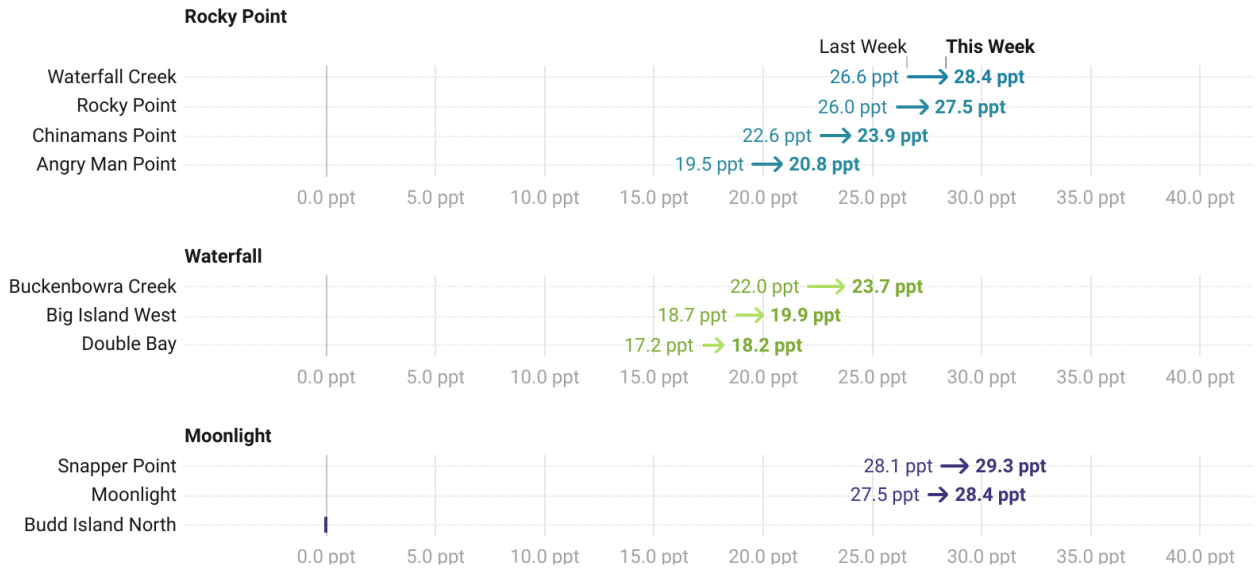 Rocky Point
Last Week This Week
Waterfall Creek 26.6 ppt 28.4 ppt
Rocky Point 26.0 ppt 27.5 ppt
Chinamans Point 22.6 ppt 23.9 ppt
Angry Man Point 19.5 ppt 20.8 ppt
0.0 ppt 5.0 ppt 10.0 ppt 15.0 ppt 20.0 ppt 25.0 ppt 30.0 ppt 35.0 ppt 40.0 ppt
Waterfall
Buckenbowra Creek 22.0 ppt 23.7 ppt
Big Island West 18.7 ppt 19.9 ppt
Double Bay 17.2 ppt 18.2 ppt
0.0 ppt 5.0 ppt 10.0 ppt 15.0 ppt 20.0 ppt 25.0 ppt 30.0 ppt 35.0 ppt 40.0 ppt
Moonlight
Snapper Point 28.1 ppt 29.3 ppt
Moonlight 27.5 ppt 28.4 ppt
Budd Island North
0.0 ppt 5.0 ppt 10.0 ppt 15.0 ppt 20.0 ppt 25.0 ppt 30.0 ppt 35.0 ppt 40.0 ppt